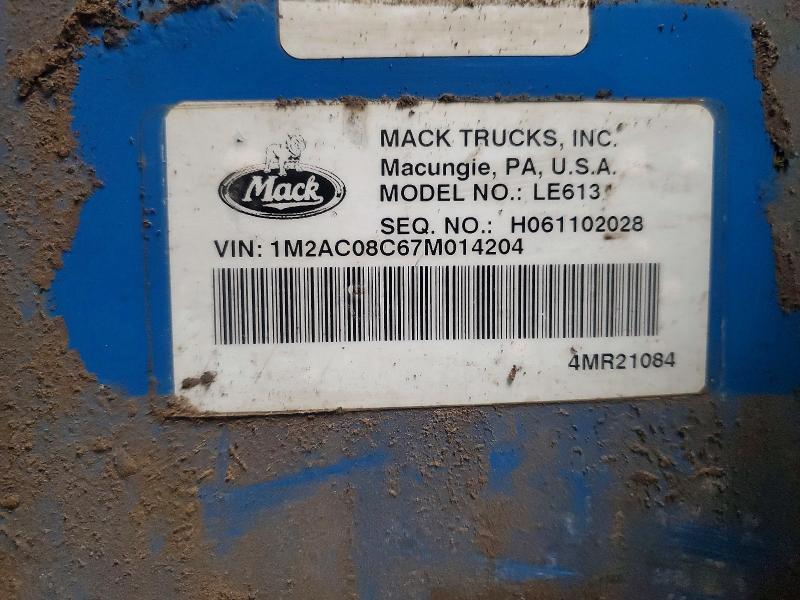 MACK TRUCKS, INC.
Macungie, PA, U.S.A.
Mack
MODEL NO.: LE613
SEQ. NO.: H061102028
VIN: 1M2AC08C67M014204
4MR21084